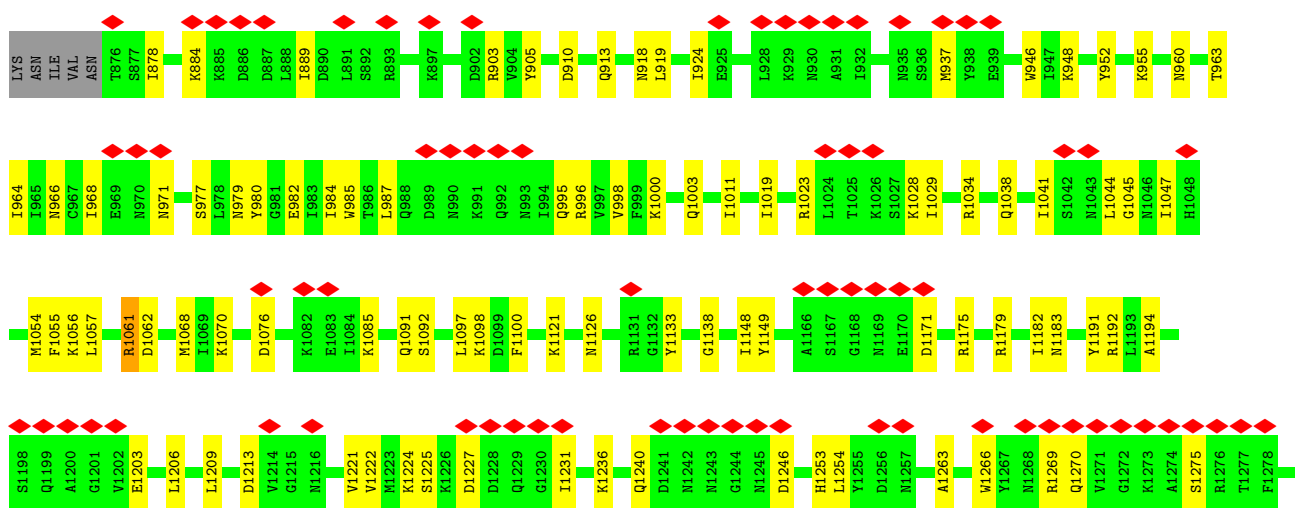 LYS ASN ILE VAL ASN T876 S877 I878 K884 K885 D886 D887 L888 I889 D890 L891 S892 R893 K897 D902 R903 V904 Y905 D910 Q913 N918 L919 I924 E925 L928 K929 N930 A931 I932 N935 S936 M937 Y938 E939 W946 I947 K948 Y952 K955 N960 T963
I964 I965 N966 C967 I968 E969 N970 N971 S977 L978 N979 Y980 G981 E982 I983 I984 W985 T986 L987 Q988 D989 N990 K991 Q992 N993 I994 Q995 R996 V997 V998 F999 K1000 Q1003 I1011 I1019 R1023 L1024 T1025 K1026 S1027 K1028 I1029 R1034 Q1038 I1041 S1042 N1043 L1044 G1045 N1046 I1047 H1048
M1054 F1055 K1056 L1057 R1061 D1062 M1068 I1069 K1070 D1076 K1082 E1083 I1084 K1085 Q1091 S1092 L1097 K1098 D1099 F1100 K1121 N1126 R1131 G1132 Y1133 G1138 I1148 Y1149 A1166 S1167 G1168 N1169 E1170 D1171 R1175 R1179 I1182 N1183 Y1191 R1192 L1193 A1194
S1198 Q1199 A1200 G1201 V1202 E1203 L1206 L1209 D1213 V1214 G1215 N1216 V1221 V1222 M1223 K1224 S1225 K1226 D1227 D1228 Q1229 G1230 I1231 K1236 Q1240 D1241 N1242 N1243 G1244 N1245 D1246 H1253 L1254 Y1255 D1256 N1257 A1263 W1266 Y1267 N1268 R1269 Q1270 V1271 G1272 K1273 A1274 S1275 R1276 T1277 F1278